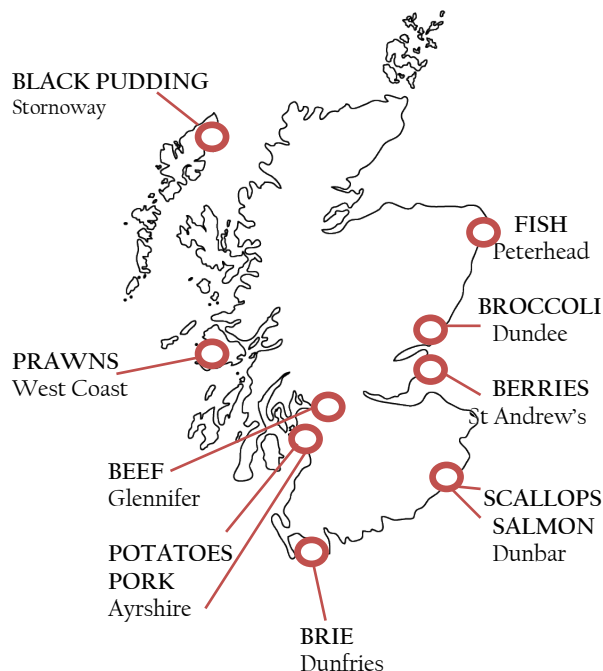 BLACK PUDDING
Stornoway
FISH
Peterhead
BROCCOLI
Dundee
PRAWNS
West Coast
BERRIES
St Andrew's
BEEF
Glennifer
SCALLOPS
SALMON
Dunbar
POTATOES
PORK
Ayrshire
BRIE
Dunfries